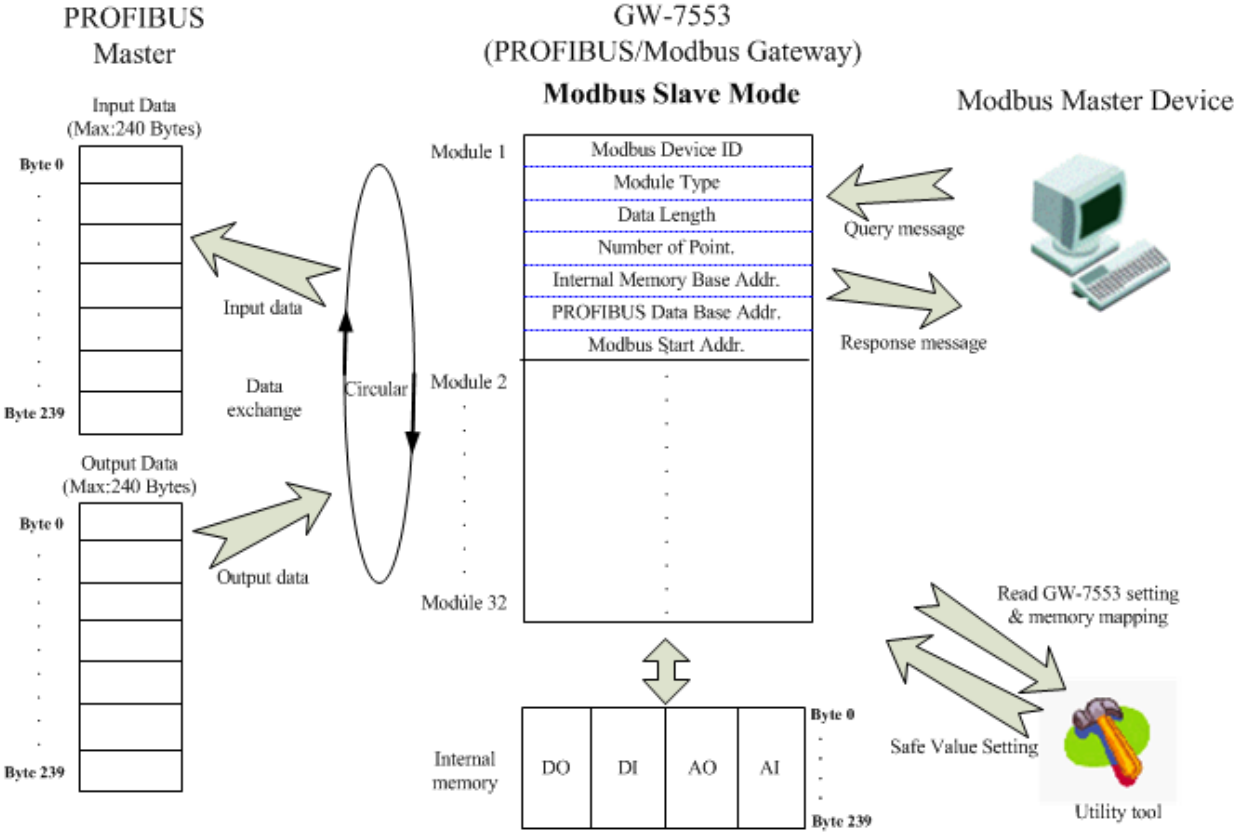 PROFIBUS
Master
GW-7553
(PROFIBUS/Modbus Gateway)
Modbus Slave Mode
Modbus Master Device
Input Data
(Max:240 Bytes)
Byte 0
Byte 239
Input data
Data
exchange
Circular
Output Data
(Max:240 Bytes)
Byte 0
Byte 239
Output data
Module 1
Modbus Device ID
Module Type
Data Length
Number of Point.
Internal Memory Base Addr.
PROFIBUS Data Base Addr.
Modbus Start Addr.
Module 2
Module 32
Query message
Response message
Read GW-7553 setting
& memory mapping
Safe Value Setting
Utility tool
Internal
memory
DO
DI
AO
AI
Byte 0
Byte 239